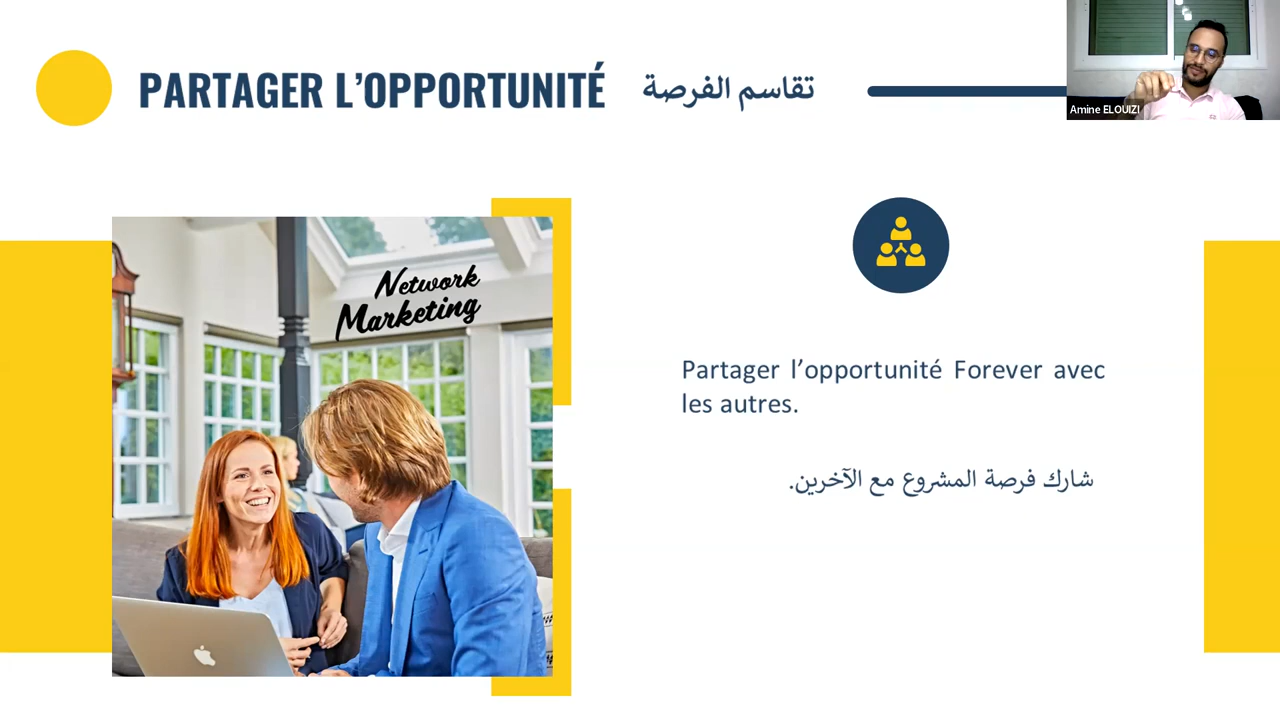 PARTAGER L’OPPORTUNITÉ تقاسم الفرصة
Amine ELOUIZI
Network
Marketing
Partager l’opportunité Forever avec
les autres.
شارك فرصة المشروع مع الآخرين.